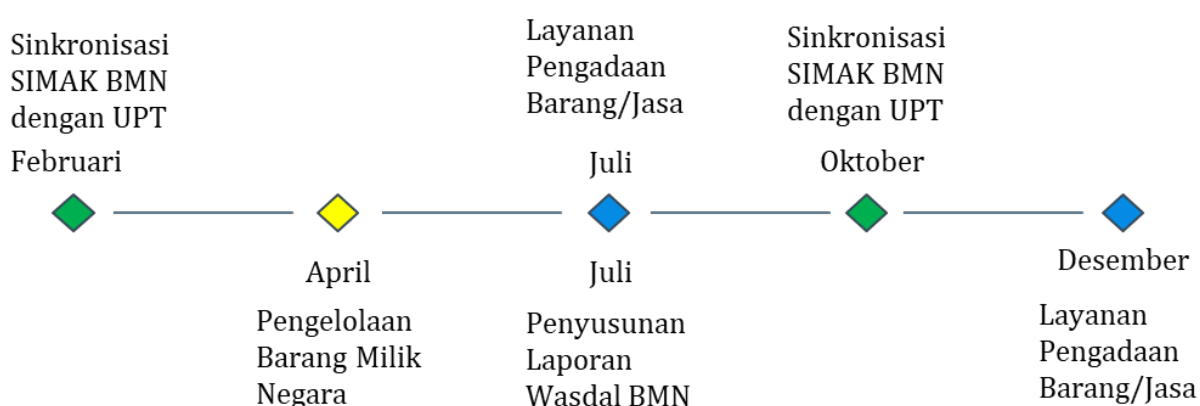 Sinkronisasi
SIMAK BMN
dengan UPT
Februari
Layanan
Pengadaan
Barang/Jasa
Juli
Sinkronisasi
SIMAK BMN
dengan UPT
Oktober
April
Pengelolaan
Barang Milik
Negara
Juli
Penyusunan
Laporan
Wasdal BMN
Desember
Layanan
Pengadaan
Barang/Jasa